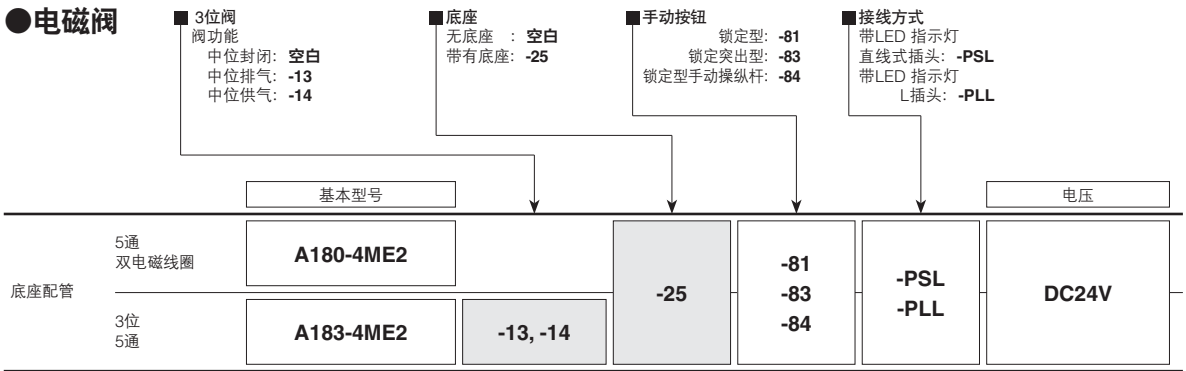 ●电磁阀
■ 3位阀
阀功能
中位封闭：空白
中位排气：-13
中位供气：-14
■底座
无底座 ：空白
带有底座：-25
■手动按钮
锁定型：-81
锁定突出型：-83
锁定型手动操纵杆：-84
■接线方式
带LED 指示灯
直线式插头：-PSL
带LED 指示灯
L插头：-PLL
基本型号
电压
底座配管
5通
双电磁线圈
A180-4ME2
3位
5通
A183-4ME2
-13, -14
-25
-81
-83
-84
-PSL
-PLL
DC24V